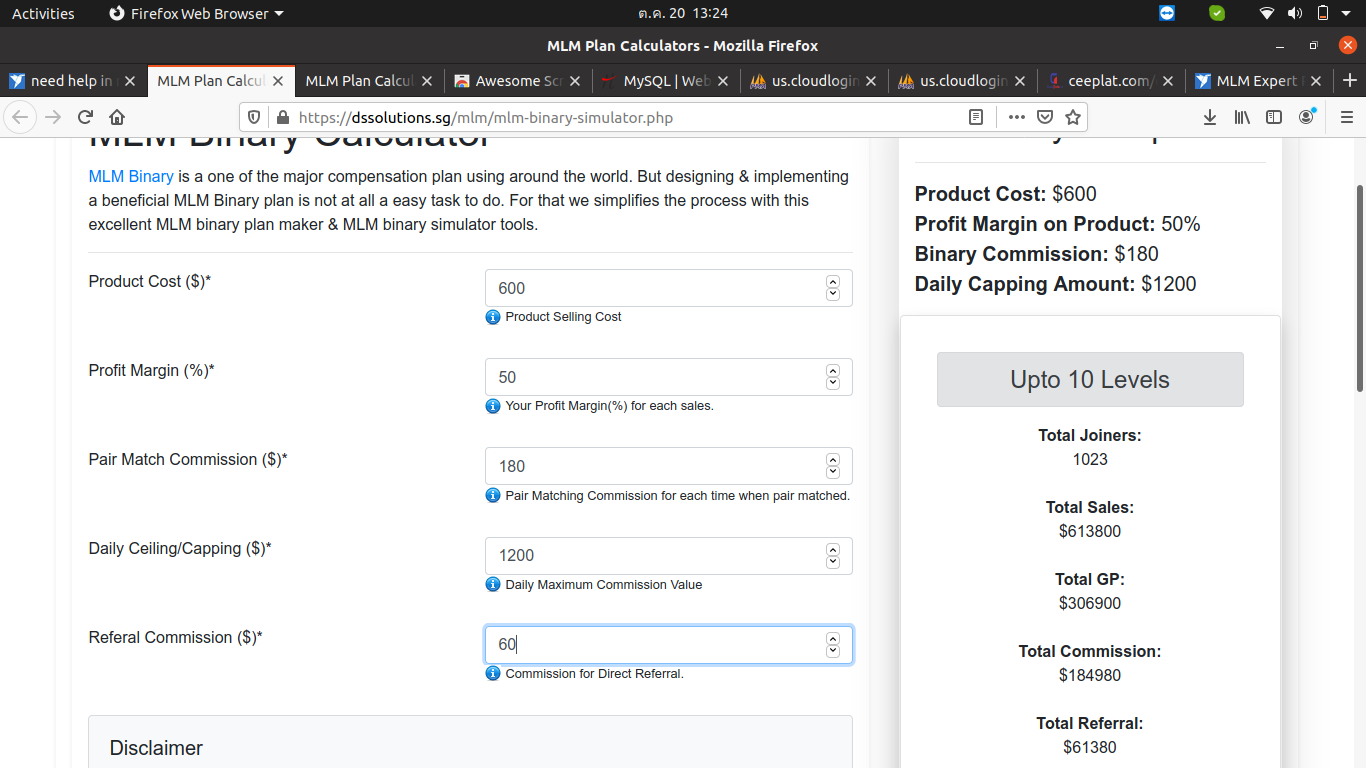 Activities
Firefox Web Browser
ต.ค. 20 13:24
MLM Plan Calculators - Mozilla Firefox
need help in
MLM Plan Calcul
MLM Plan Calcul
Awesome Scr
MySQL | Web
us.cloudlogin
us.cloudlogin
ceeplat.com/
MLM Expert
https://dssolutions.sg/mlm/mlm-binary-simulator.php
MLM Binary Calculator
MLM Binary is a one of the major compensation plan using around the world. But designing & implementing
a beneficial MLM Binary plan is not at all a easy task to do. For that we simplifies the process with this
excellent MLM binary plan maker & MLM binary simulator tools.
Product Cost ($)*
600
Product Selling Cost
Profit Margin (%)*
50
Your Profit Margin(%) for each sales.
Pair Match Commission ($)*
180
Pair Matching Commission for each time when pair matched.
Daily Ceiling/Capping ($)*
1200
Daily Maximum Commission Value
Referal Commission ($)*
60
Commission for Direct Referral.
Disclaimer
Product Cost: $600
Profit Margin on Product: 50%
Binary Commission: $180
Daily Capping Amount: $1200
Upto 10 Levels
Total Joiners:
1023
Total Sales:
$613800
Total GP:
$306900
Total Commission:
$184980
Total Referral:
$61380